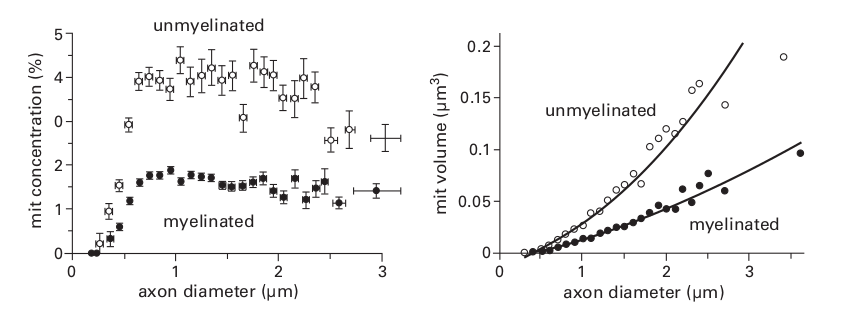 unmyelinated
5
4
0
2
1
0
mit concentration (%)
myelinated
0
1
2
3
axon diameter (µm)
0.2
0.15
0.1
0.05
0
mit volume (µm³)
unmyelinated
myelinated
0
1
2
3
axon diameter (µm)